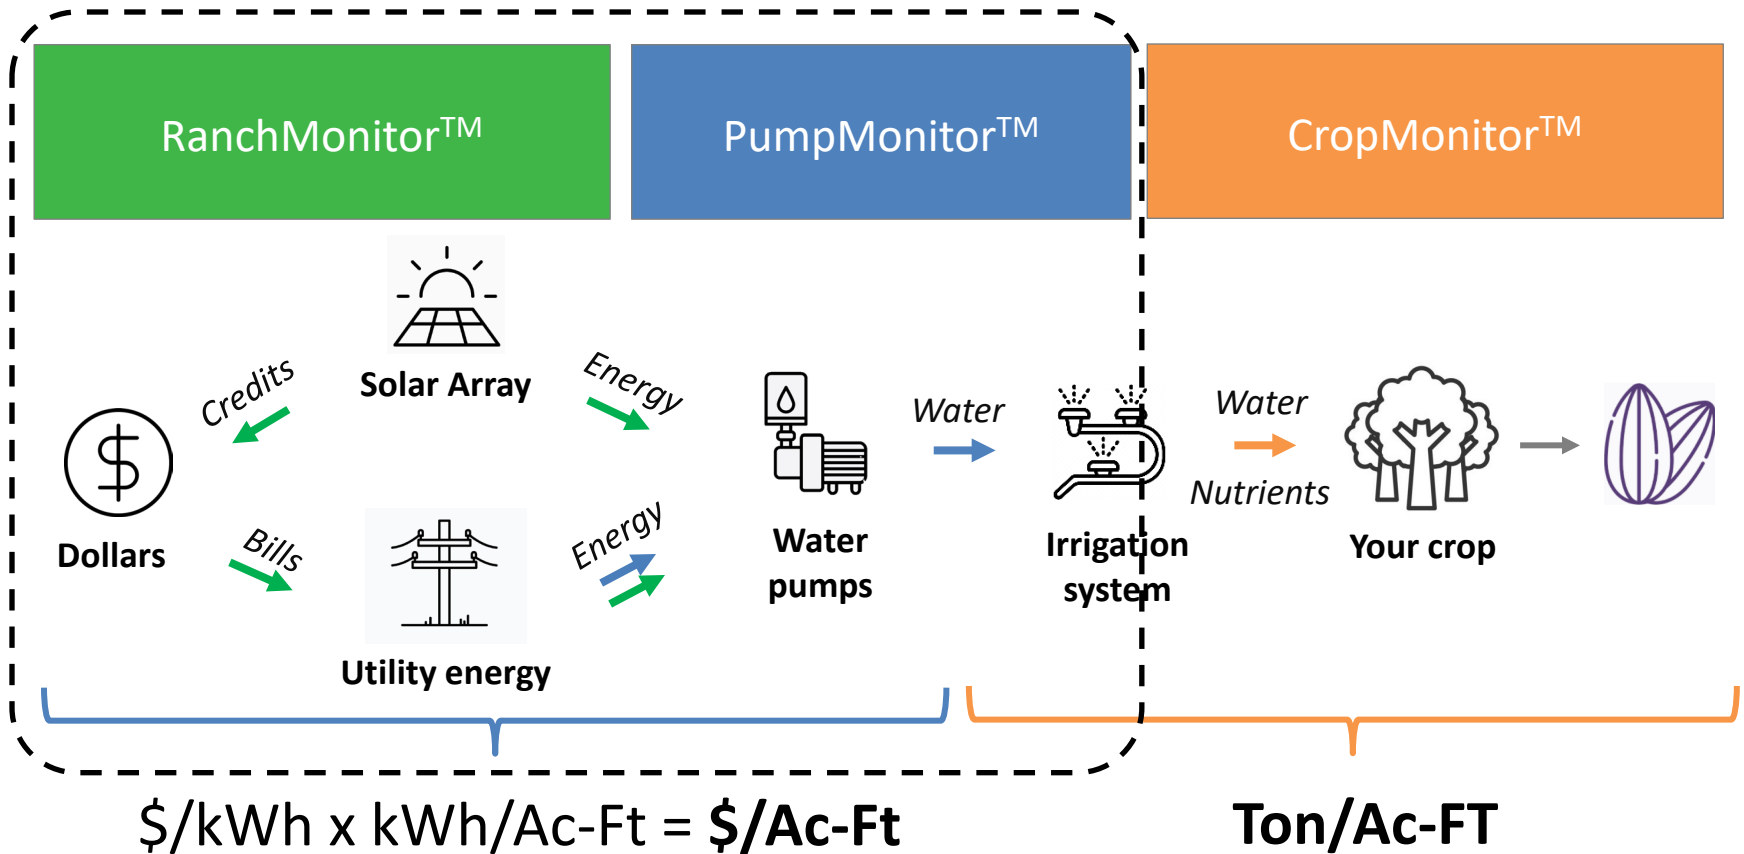 RanchMonitor™
PumpMonitor™
CropMonitor™
Solar Array
Credits
Energy
Dollars
Bills
Utility energy
Energy
Water
pumps
Water
Irrigation
system
Water
Nutrients
Your crop
$/kWh x kWh/Ac-Ft = $/Ac-Ft
Ton/Ac-FT